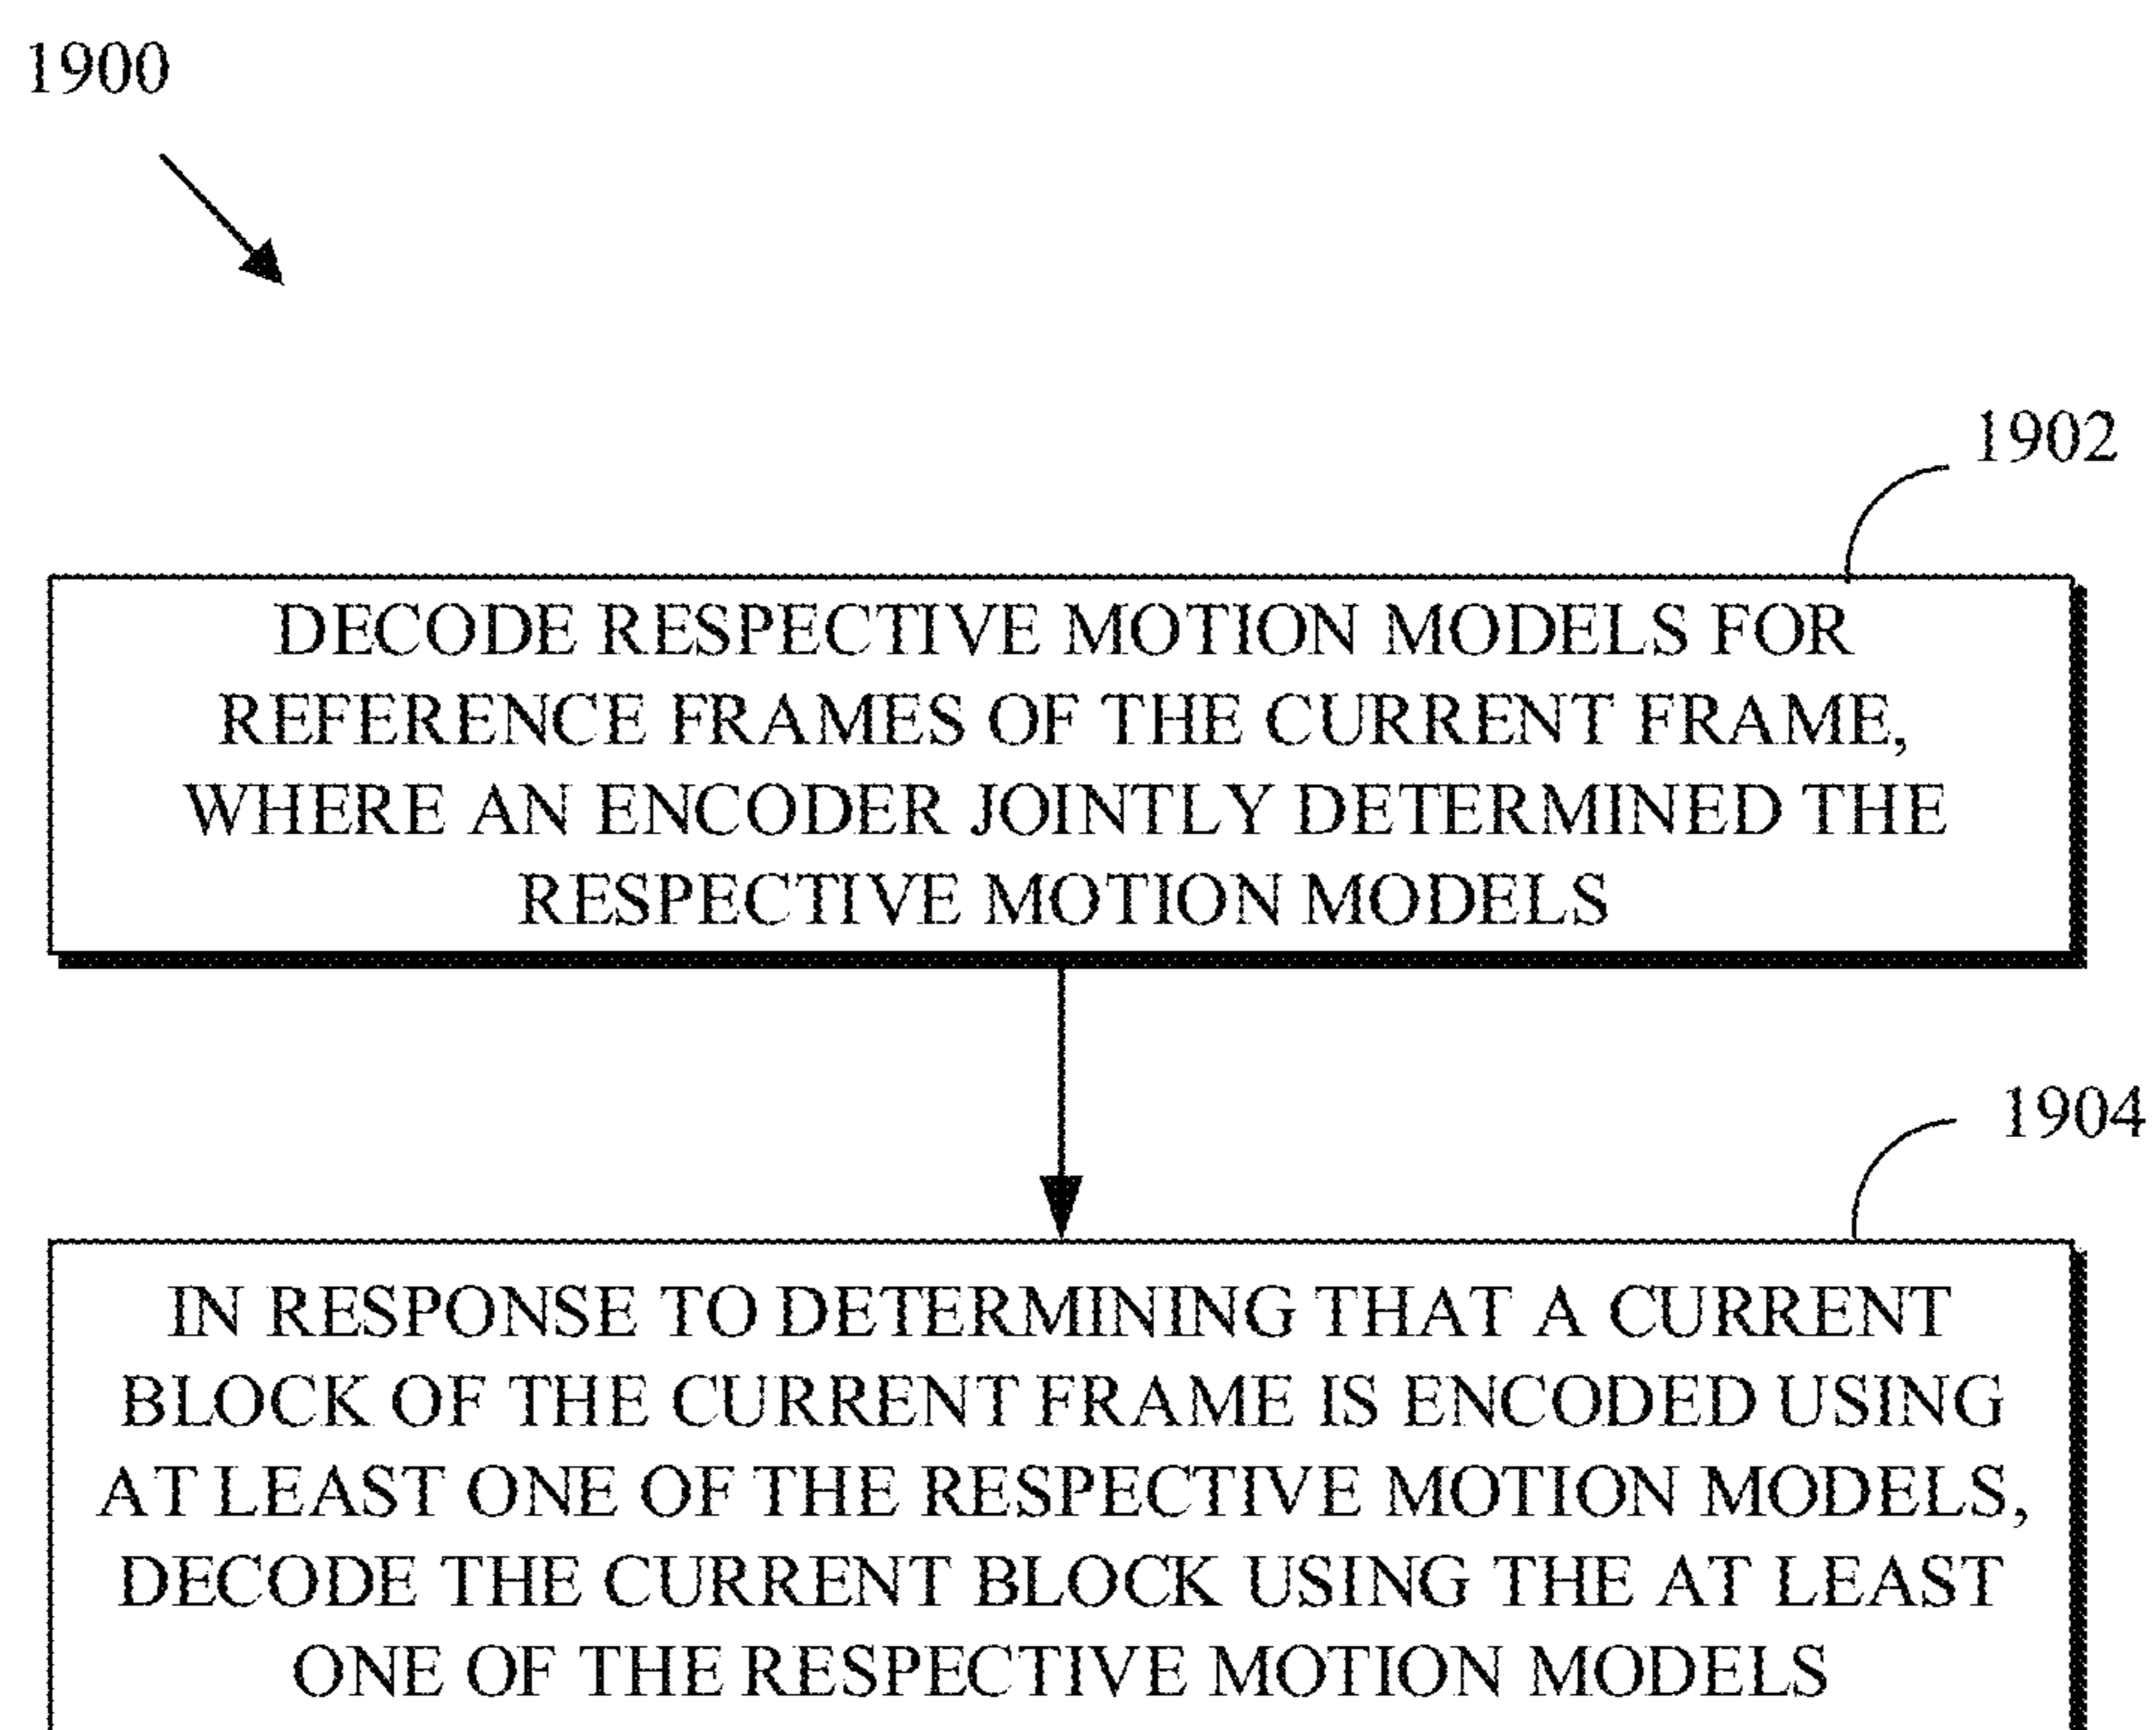 1900
1902
DECODE RESPECTIVE MOTION MODELS FOR
REFERENCE FRAMES OF THE CURRENT FRAME,
WHERE AN ENCODER JOINTLY DETERMINED THE
RESPECTIVE MOTION MODELS
1904
IN RESPONSE TO DETERMINING THAT A CURRENT
BLOCK OF THE CURRENT FRAME IS ENCODED USING
AT LEAST ONE OF THE RESPECTIVE MOTION MODELS,
DECODE THE CURRENT BLOCK USING THE AT LEAST
ONE OF THE RESPECTIVE MOTION MODELS